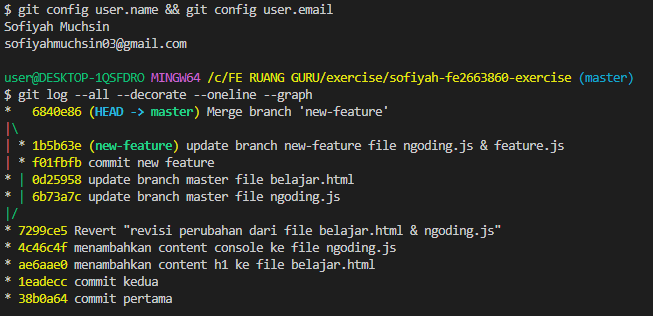 $ git config user.name && git config user.email
Sofiyah Muchsin
sofiyahmuchsin03@gmail.com
user@DESKTOP-1QSFDRO MINGW64 /c/FE RUANG GURU/exercise/sofiyah-fe2663860-exercise (master)
$ git log --all --decorate --oneline --graph
*   6840e86 (HEAD -> master) Merge branch 'new-feature'
|\
| * 1b5b63e (new-feature) update branch new-feature file ngoding.js & feature.js
| * f01fbfb commit new feature
* | 0d25958 update branch master file belajar.html
* | 6b73a7c update branch master file ngoding.js
|/
* 7299ce5 Revert "revisi perubahan dari file belajar.html & ngoding.js"
* 4c46c4f menambahkan content console ke file ngoding.js
* ae6aae0 menambahkan content h1 ke file belajar.html
* 1eadecc commit kedua
* 38b0a64 commit pertama